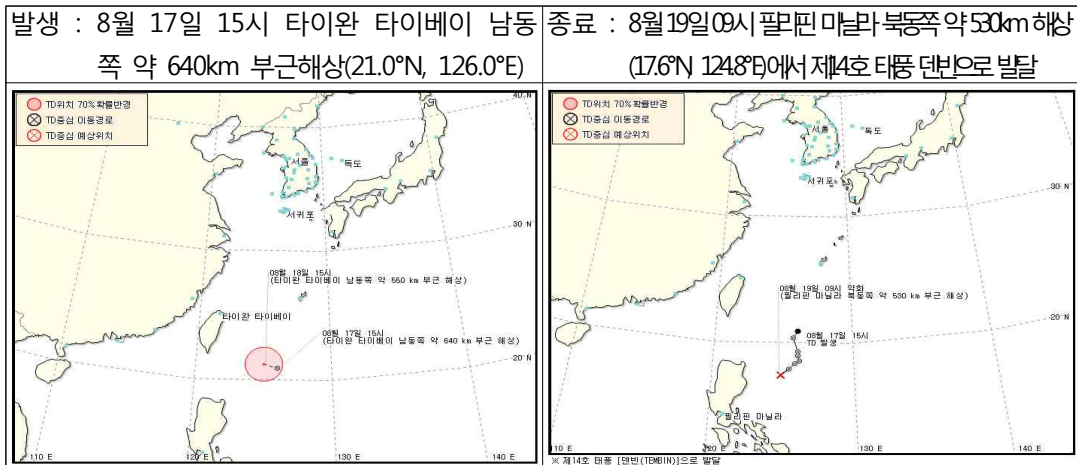 발생 : 8월 17일 15시 타이완 타이베이 남동
쪽 약 640km 부근해상(21.0°N, 126.0°E)
종료 : 8월 19일 09시 필리핀 마닐라 북동쪽 약 530km 해상
(17.6°N, 124.8°E)에서 제14호 태풍 덴빈으로 발달
TD위치 70%확률반경
TD중심 이동경로
TD중심 예상위치
40 N
서울
독도
서귀포
30 N
08월 18일 15시
(타이완 타이베이 남동쪽 약 550 km 부근 해상)
타이완 타이베이
08월 17일 15시
(타이완 타이베이 남동쪽 약 640 km 부근 해상)
20 N
110 E
120 E
130 E
140 E
TD위치 70%확률반경
TD중심 이동경로
TD중심 예상위치
서울
독도
서귀포
30 N
08월 19일 09시 약화
(필리핀 마닐라 북동쪽 약 530 km 부근 해상)
08월 17일 15시
TD 발생
20 N
필리핀 마닐라
110 E
120 E
130 E
140 E
※ 제14호 태풍 [덴빈(TEMBIN)]으로 발달